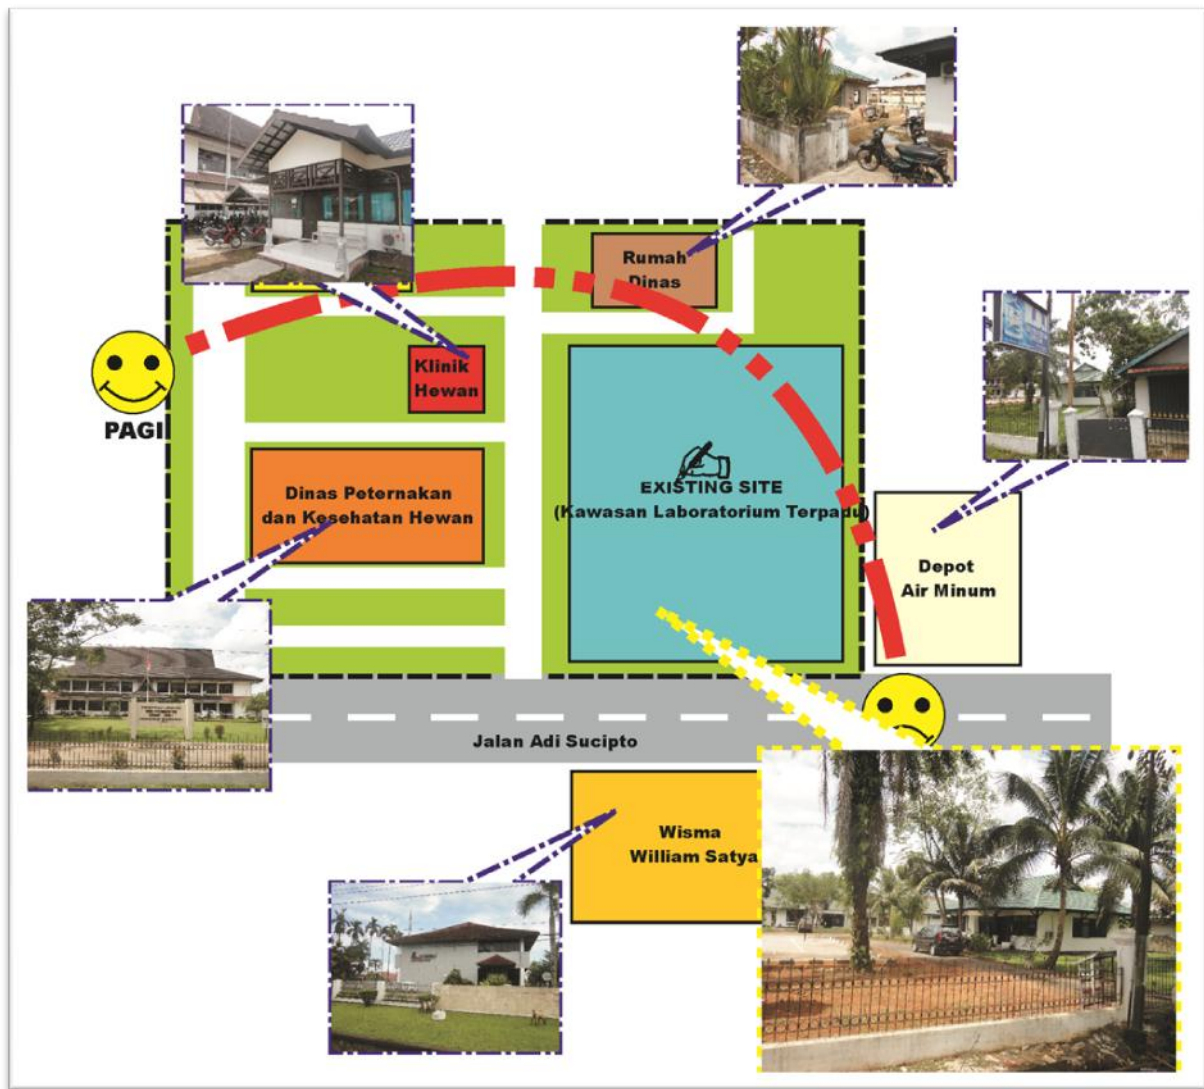 Rumah
Dinas
Klinik
Hewan
PAGI
EXISTING SITE
(Kawasan Laboratorium Terpadu)
Dinas Peternakan
dan Kesehatan Hewan
Depot
Air Minum
Jalan Adi Sucipto
Wisma
William Satya